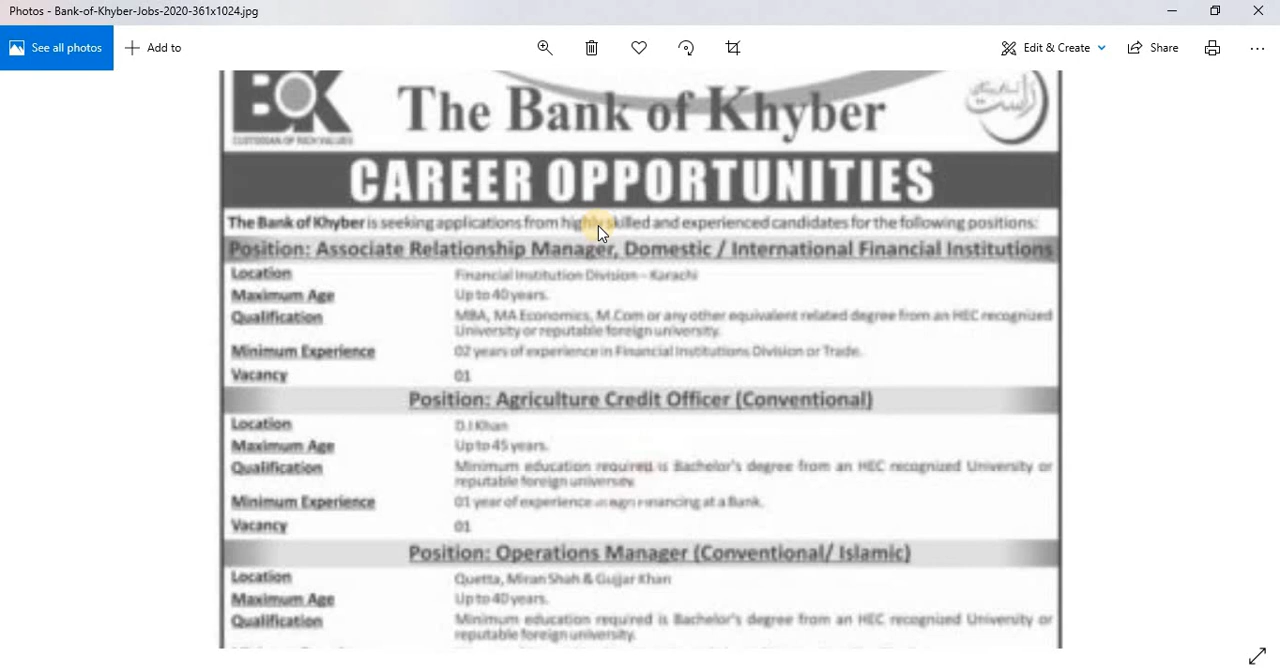 Photos - Bank-of-Khyber-Jobs-2020-361x1024.jpg
See all photos
Add to
Edit & Create
Share
BOK
CUSTODIAN OF RICH VALUES
The Bank of Khyber
راست
CAREER OPPORTUNITIES
The Bank of Khyber is seeking applications from highly skilled and experienced candidates for the following positions:
Position: Associate Relationship Manager, Domestic / International Financial Institutions
Location Financial Institution Division - Karachi
Maximum Age Up to 40 years.
Qualification MBA, MA Economics, M.Com or any other equivalent related degree from an HEC recognized
University or reputable foreign university.
Minimum Experience 02 years of experience in Financial Institutions Division or Trade.
Vacancy 01
Position: Agriculture Credit Officer (Conventional)
Location D.I Khan
Maximum Age Up to 45 years.
Qualification Minimum education required is Bachelor's degree from an HEC recognized University or
reputable foreign university.
Minimum Experience 01 year of experience in Agri Financing at a Bank.
Vacancy 01
Position: Operations Manager (Conventional/ Islamic)
Location Quetta, Miran Shah & Gujjar Khan
Maximum Age Up to 40 years.
Qualification Minimum education required is Bachelor's degree from an HEC recognized University or
reputable foreign university.